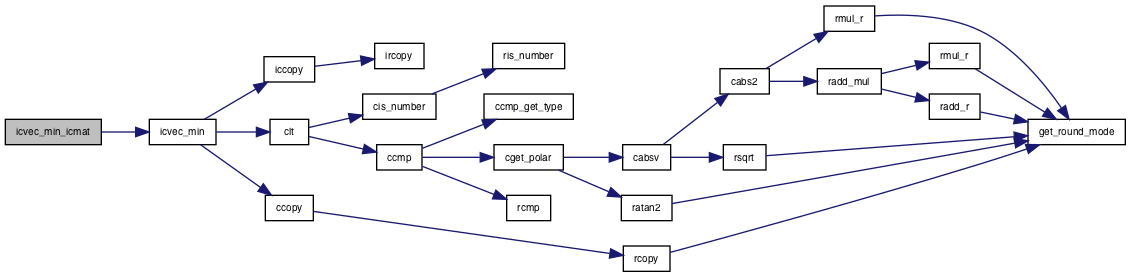 icvec_min_icmat
icvec_min
iccopy
ircopy
clt
cis_number
ris_number
ccmp
ccmp_get_type
cget_polar
cabsv
cabs2
rmul_r
radd_mul
rmul_r
radd_r
get_round_mode
rsqrt
ratan2
rcmp
ccopy
rcopy